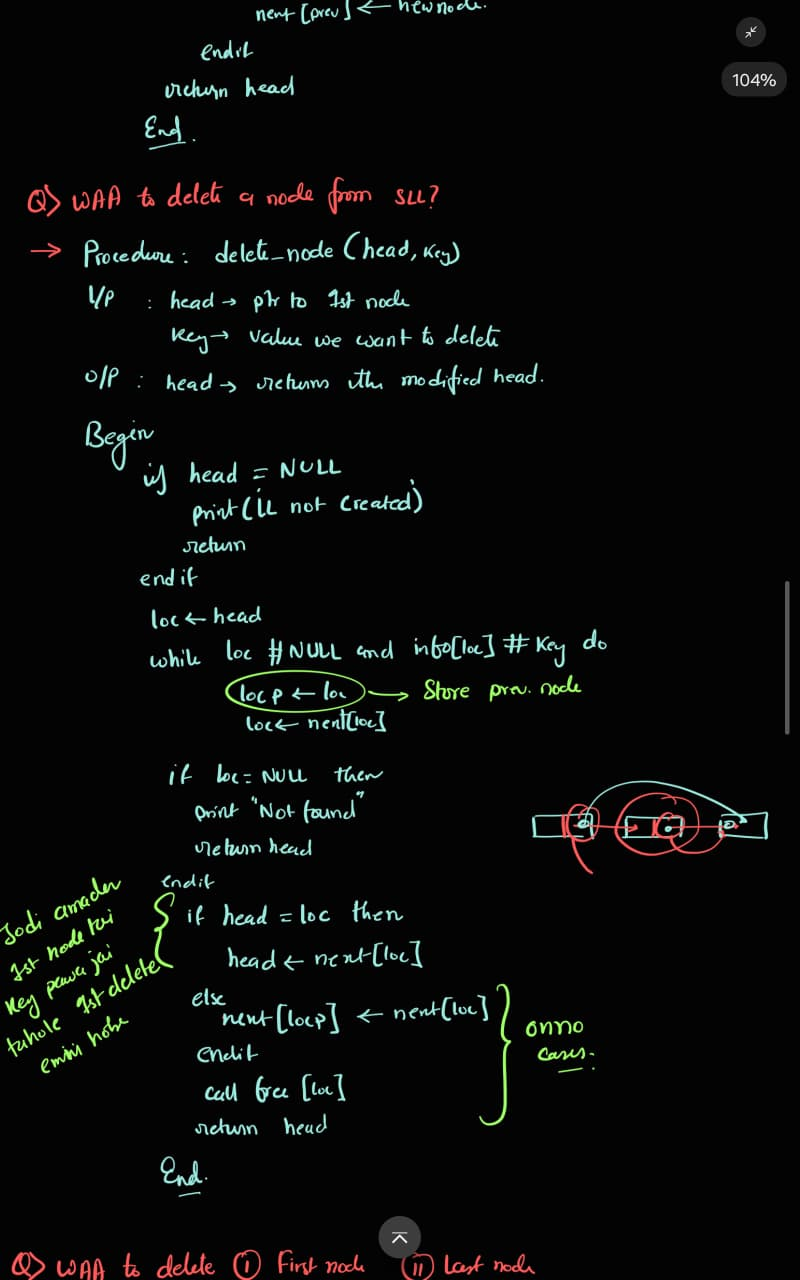 next [prev] ← newnode.
endif
return head
End.
104%
Q> WAA to delete a node from SLL?
→ Procedure: delete_node (head, Key)
I/P : head → ptr to 1st node
Key → value we want to delete
O/P : head → returns the modified head.
Begin
if head = NULL
print (LL not created)
return
endif
loc ← head
while loc # NULL and info[loc] # Key do
locp ← loc → Store prev. node
loc ← next[loc]
if loc = NULL then
print "Not found"
return head
endif
if head = loc then
head ← next[loc]
else
next[locp] ← next[loc]
endif
call free [loc]
return head
End.
Jodi amader
1st node tei
Key pawa jai
tahole 1st delete
emni hobe
onno
cases.
Q> WAA to delete (i) First node (ii) Last node